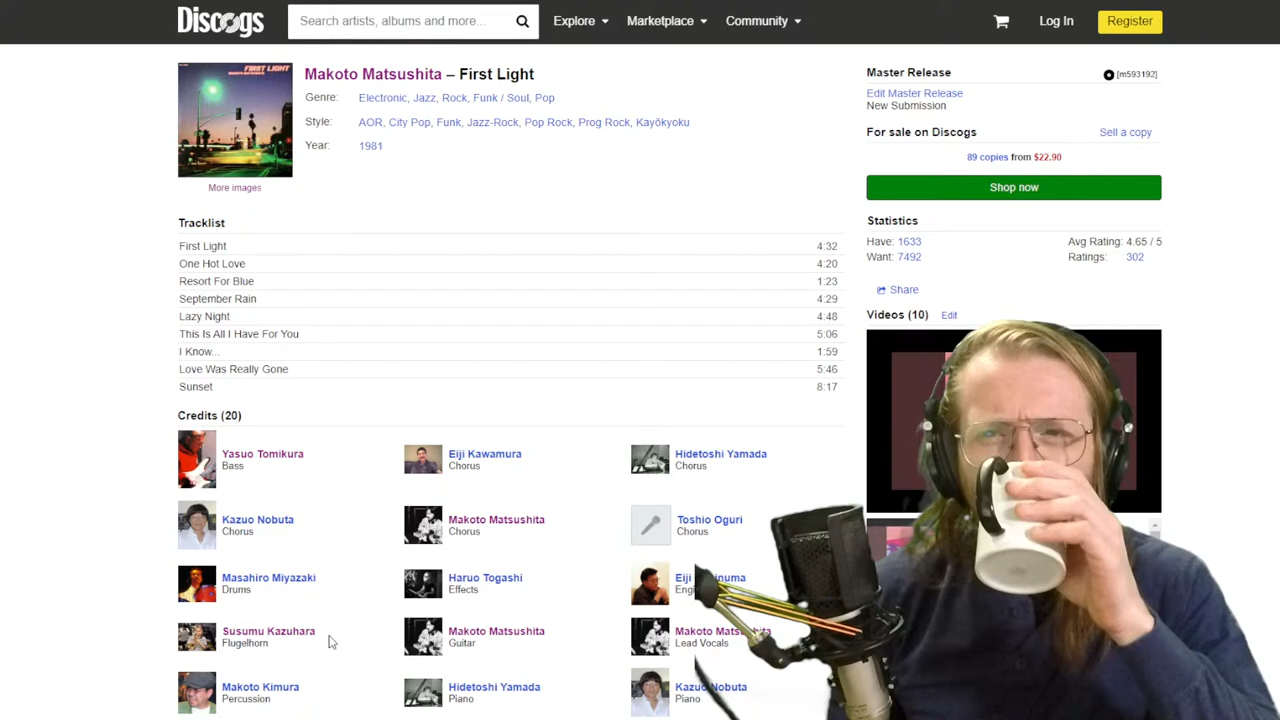 Discogs
Search artists, albums and more...
Explore
Marketplace
Community
Log In
Register
FIRST LIGHT
MAKOTO MATSUSHITA
Makoto Matsushita – First Light
Genre: Electronic, Jazz, Rock, Funk / Soul, Pop
Style: AOR, City Pop, Funk, Jazz-Rock, Pop Rock, Prog Rock, Kayōkyoku
Year: 1981
More images
Tracklist
First Light 4:32
One Hot Love 4:20
Resort For Blue 1:23
September Rain 4:29
Lazy Night 4:48
This Is All I Have For You 5:06
I Know... 1:59
Love Was Really Gone 5:46
Sunset 8:17
Credits (20)
Yasuo Tomikura
Bass
Eiji Kawamura
Chorus
Hidetoshi Yamada
Chorus
Kazuo Nobuta
Chorus
Makoto Matsushita
Chorus
Toshio Oguri
Chorus
Masahiro Miyazaki
Drums
Haruo Togashi
Effects
Eiji
Susumu Kazuhara
Flugelhorn
Makoto Matsushita
Guitar
Makoto Matsushita
Lead Vocals
Makoto Kimura
Percussion
Hidetoshi Yamada
Piano
Kazuo Nobuta
Piano
Master Release
[m593192]
Edit Master Release
New Submission
For sale on Discogs
Sell a copy
89 copies from $22.90
Shop now
Statistics
Have: 1633
Avg Rating: 4.65 / 5
Want: 7492
Ratings: 302
Share
Videos (10) Edit